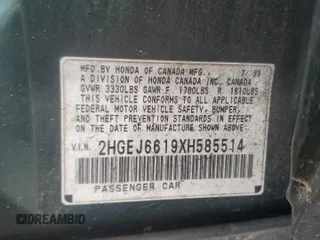 MFD.BY HONDA OF CANADA MFG., 7/99
A DIVISION OF HONDA CANADA INC., CANADA
GVWR 3330LBS GAWR F 1780LBS R 1610LBS
THIS VEHICLE CONFORMS TO ALL APPLICABLE
FEDERAL MOTOR VEHICLE SAFETY, BUMPER,
AND THEFT PREVENTION STANDARDS IN EFFECT
ON THE DATE OF MANUFACTURE SHOWN ABOVE.
V.I.N. 2HGEJ6619XH585514
PASSENGER CAR
DREAMBID